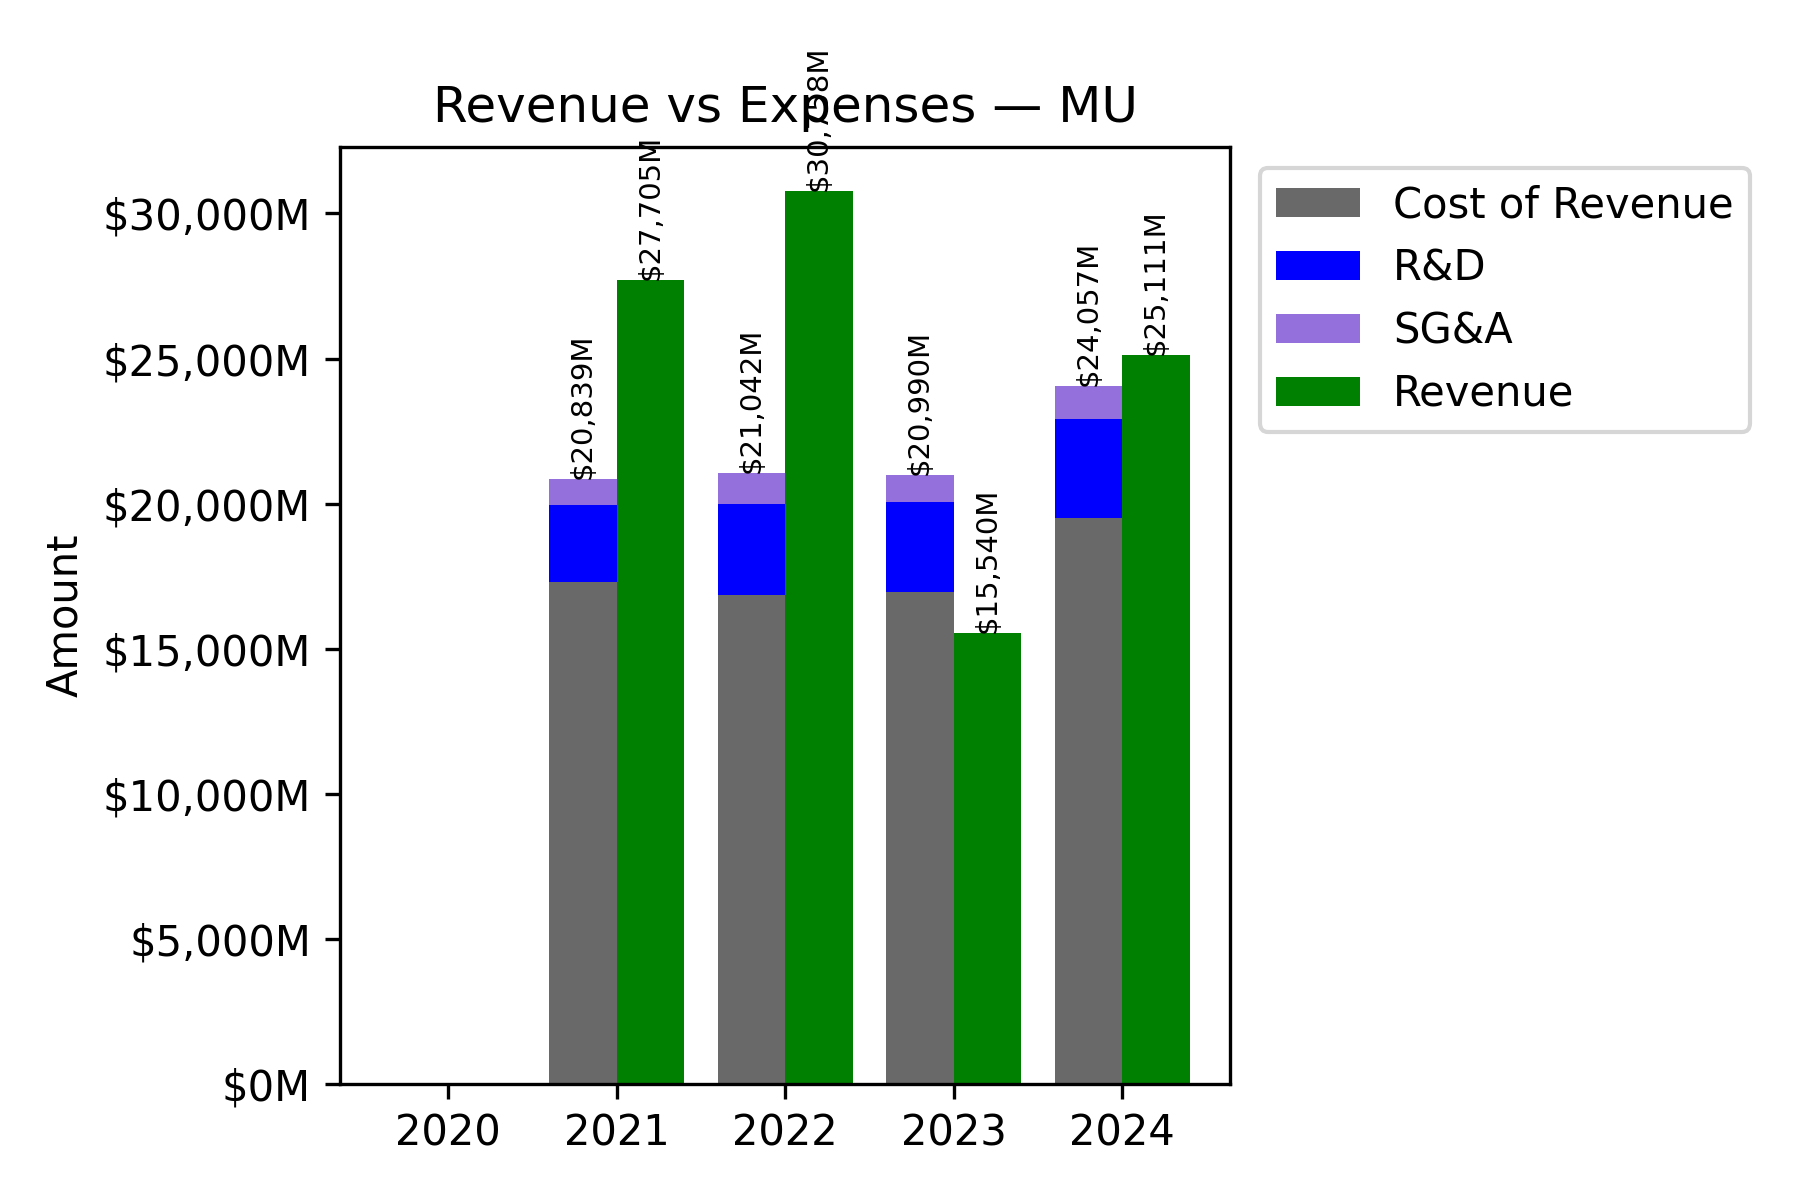 $30,758M
Revenue vs Expenses — MU
$27,705M
$30,000M
$25,000M
$20,000M
$15,000M
$10,000M
$5,000M
$0M
Amount
$20,839M
$21,042M
$20,990M
$15,540M
$24,057M
$25,111M
2020 2021 2022 2023 2024
Cost of Revenue
R&D
SG&A
Revenue